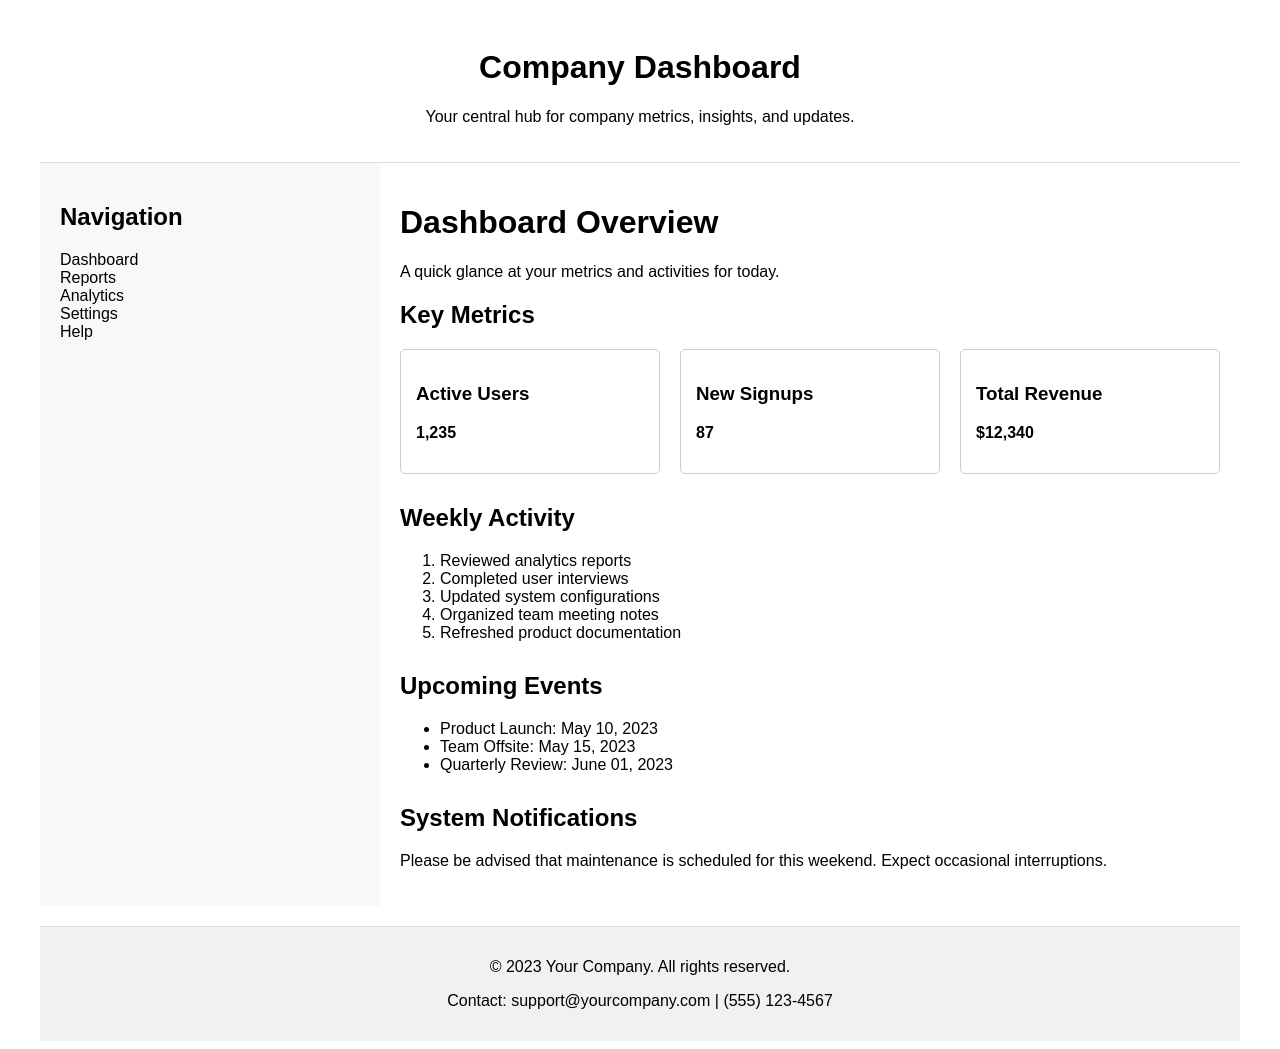 Company Dashboard
Your central hub for company metrics, insights, and updates.
Navigation
Dashboard
Reports
Analytics
Settings
Help
Dashboard Overview
A quick glance at your metrics and activities for today.
Key Metrics
Active Users
1,235
New Signups
87
Total Revenue
$12,340
Weekly Activity
1. Reviewed analytics reports
2. Completed user interviews
3. Updated system configurations
4. Organized team meeting notes
5. Refreshed product documentation
Upcoming Events
• Product Launch: May 10, 2023
• Team Offsite: May 15, 2023
• Quarterly Review: June 01, 2023
System Notifications
Please be advised that maintenance is scheduled for this weekend. Expect occasional interruptions.
© 2023 Your Company. All rights reserved.
Contact: support@yourcompany.com | (555) 123-4567